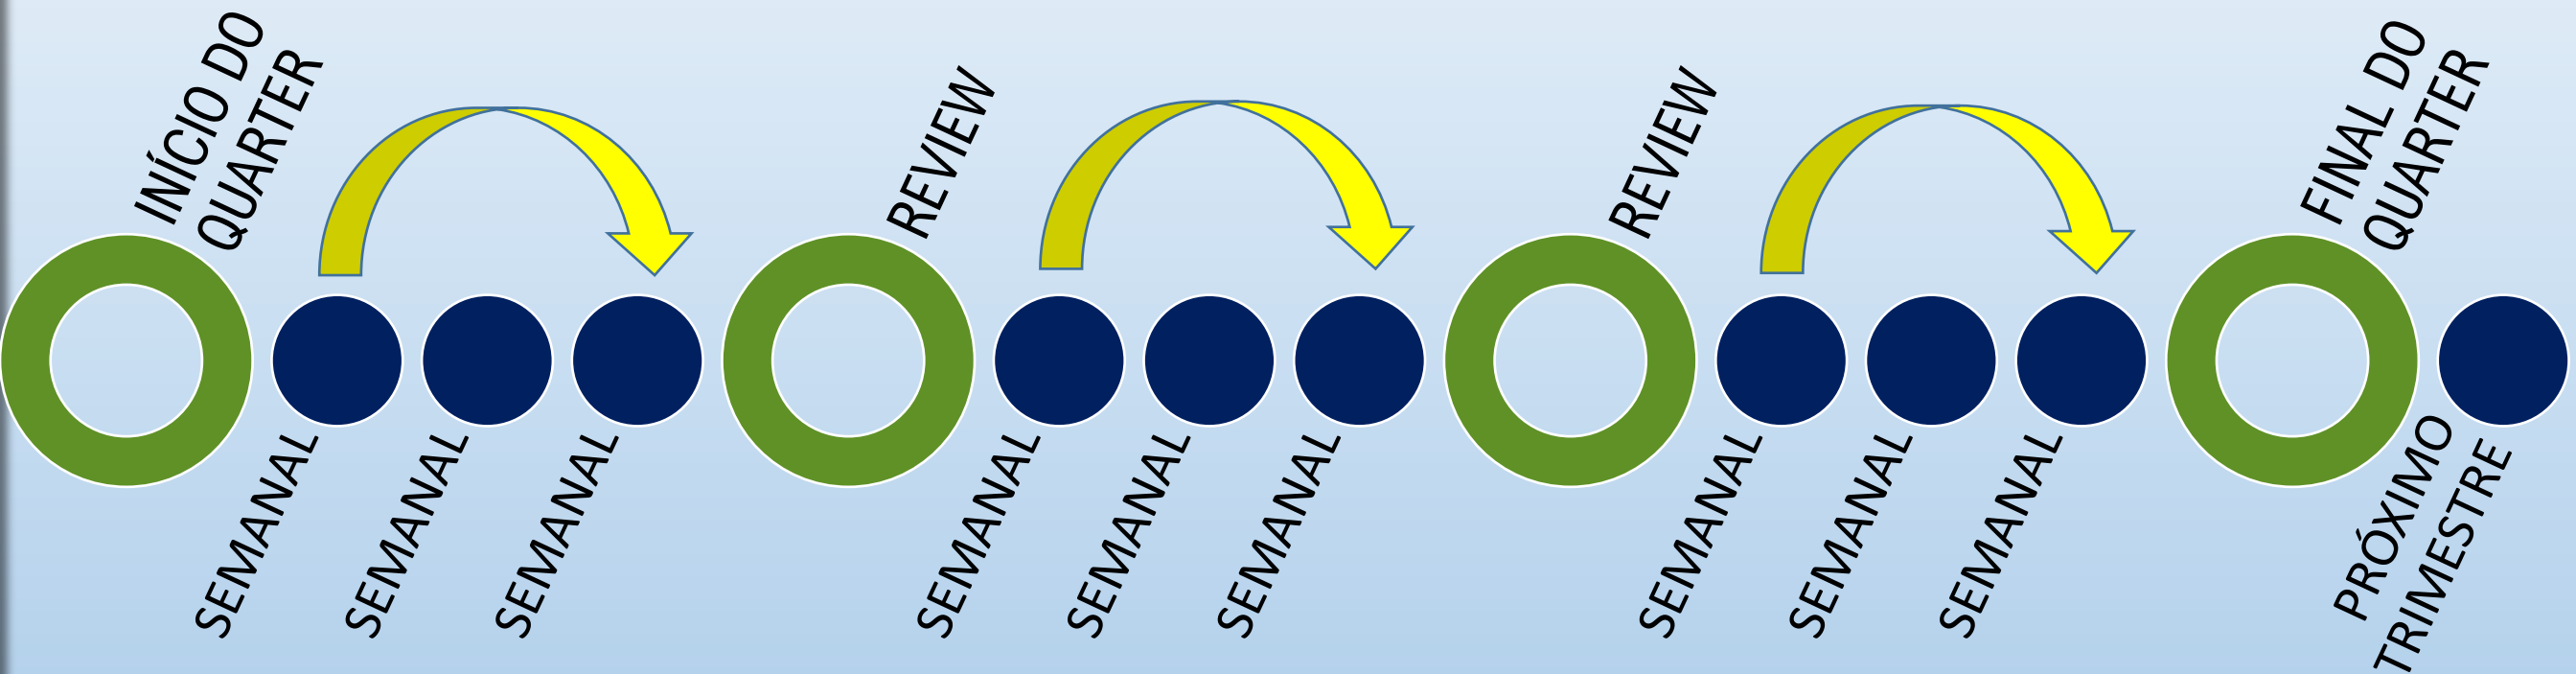 INÍCIO DO
QUARTER
SEMANAL
SEMANAL
SEMANAL
REVIEW
SEMANAL
SEMANAL
SEMANAL
REVIEW
SEMANAL
SEMANAL
SEMANAL
FINAL DO
QUARTER
PRÓXIMO
TRIMESTRE